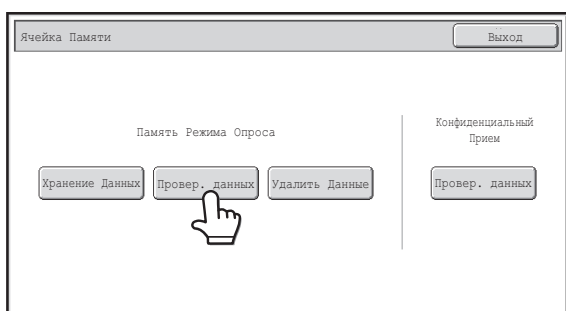 Ячейка Памяти
Выход
Память Режима Опроса
Конфиденциальный
Прием
Хранение Данных
Провер. данных
Удалить Данные
Провер. данных